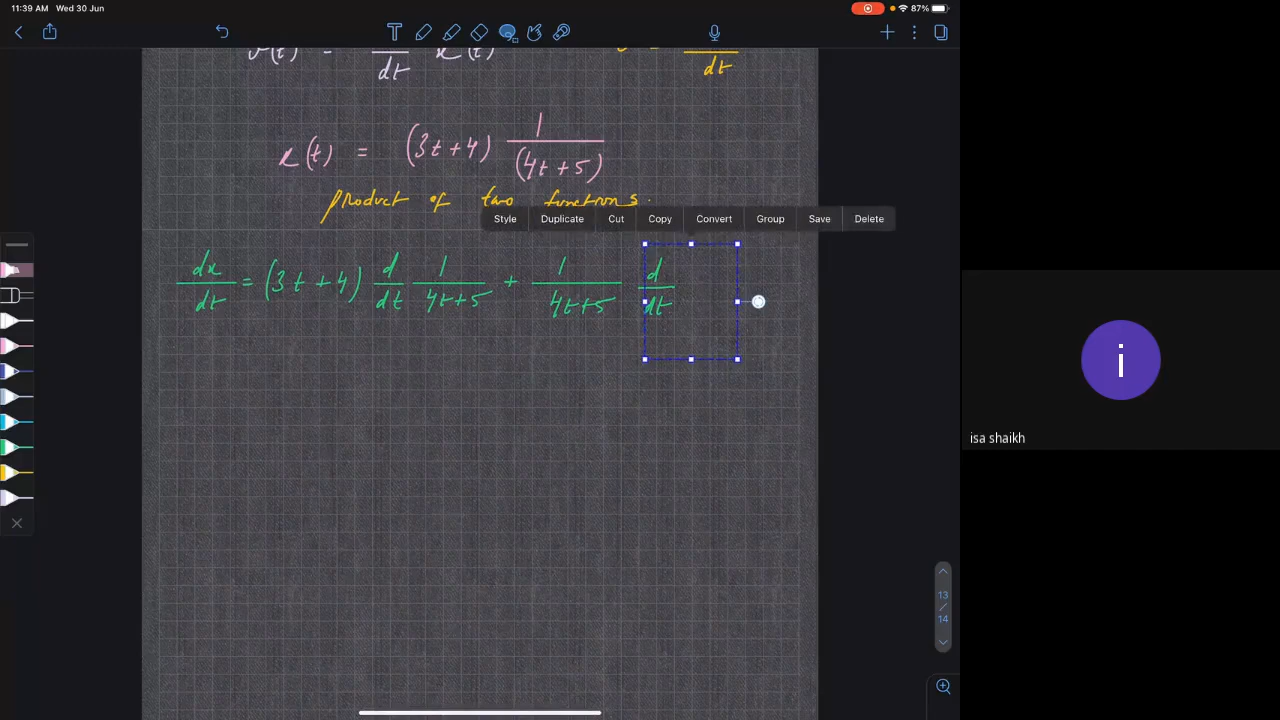 11:39 AM Wed 30 Jun
87%
v(t) = dt x(t)
dt
x(t) = (3t+4) 1/(4t+5)
product of two functions.
Style Duplicate Cut Copy Convert Group Save Delete
dx/dt = (3t+4) d/dt 1/4t+5 + 1/4t+5 d/dt
i
isa shaikh
13
/
14